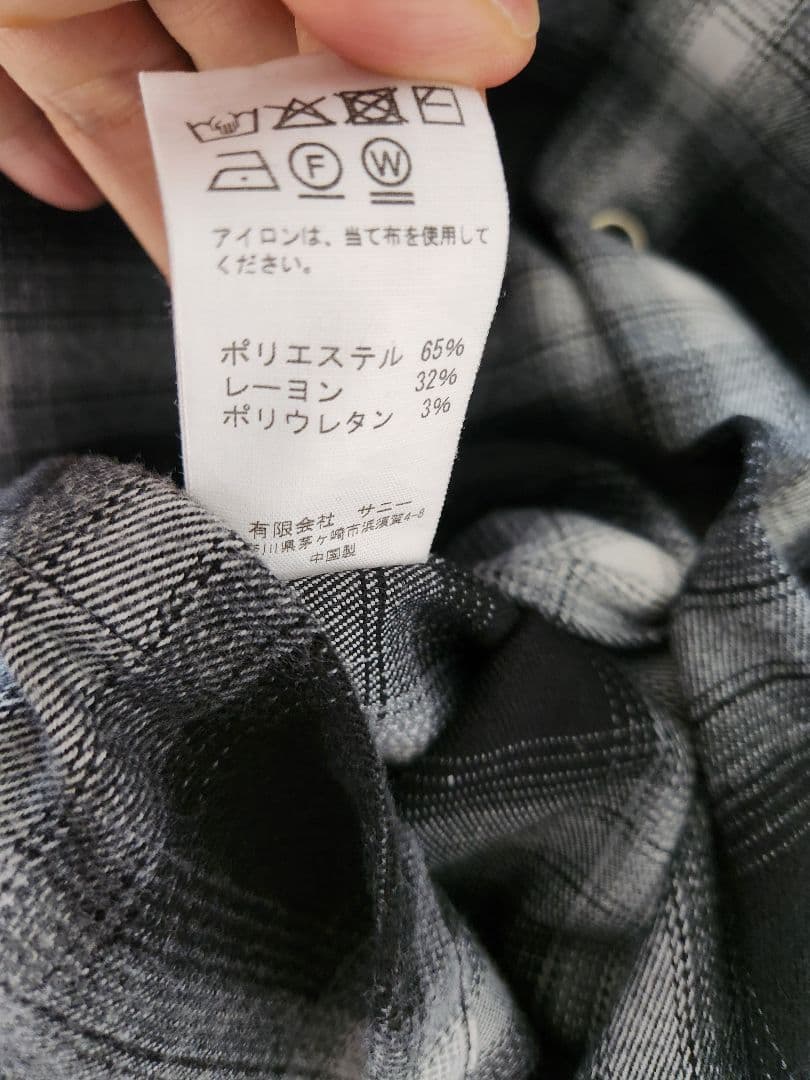 F W
アイロンは、当て布を使用して
ください。
ポリエステル 65%
レーヨン 32%
ポリウレタン 3%
有限会社 サニー
川県茅ヶ崎市浜須賀4-8
中国製